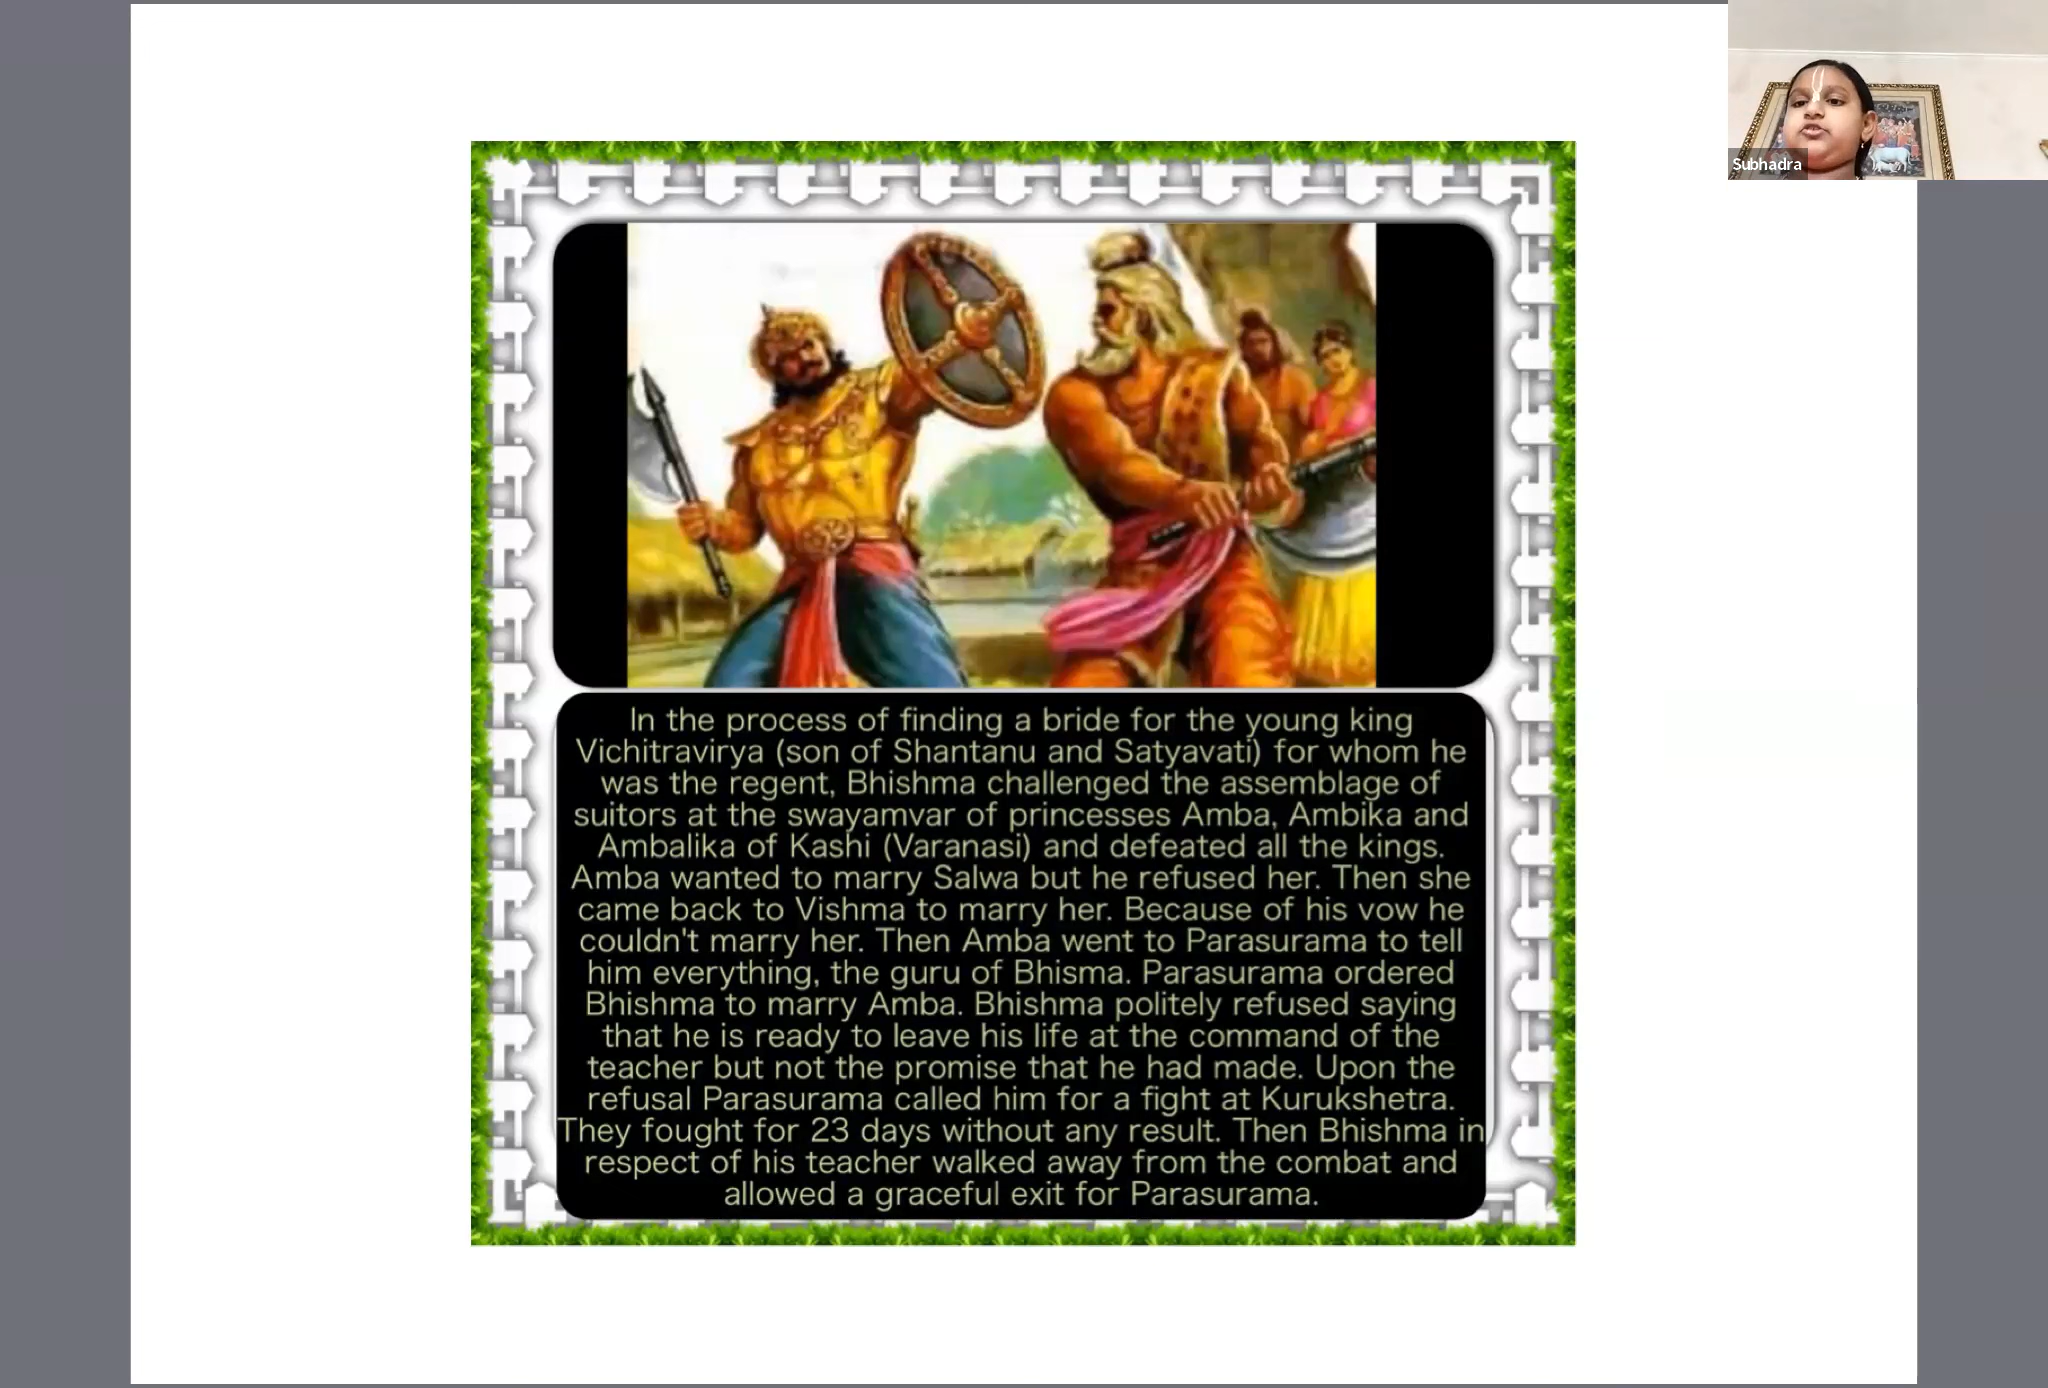 Subhadra
In the process of finding a bride for the young king
Vichitravirya (son of Shantanu and Satyavati) for whom he
was the regent, Bhishma challenged the assemblage of
suitors at the swayamvar of princesses Amba, Ambika and
Ambalika of Kashi (Varanasi) and defeated all the kings.
Amba wanted to marry Salwa but he refused her. Then she
came back to Vishma to marry her. Because of his vow he
couldn't marry her. Then Amba went to Parasurama to tell
him everything, the guru of Bhisma. Parasurama ordered
Bhishma to marry Amba. Bhishma politely refused saying
that he is ready to leave his life at the command of the
teacher but not the promise that he had made. Upon the
refusal Parasurama called him for a fight at Kurukshetra.
They fought for 23 days without any result. Then Bhishma in
respect of his teacher walked away from the combat and
allowed a graceful exit for Parasurama.